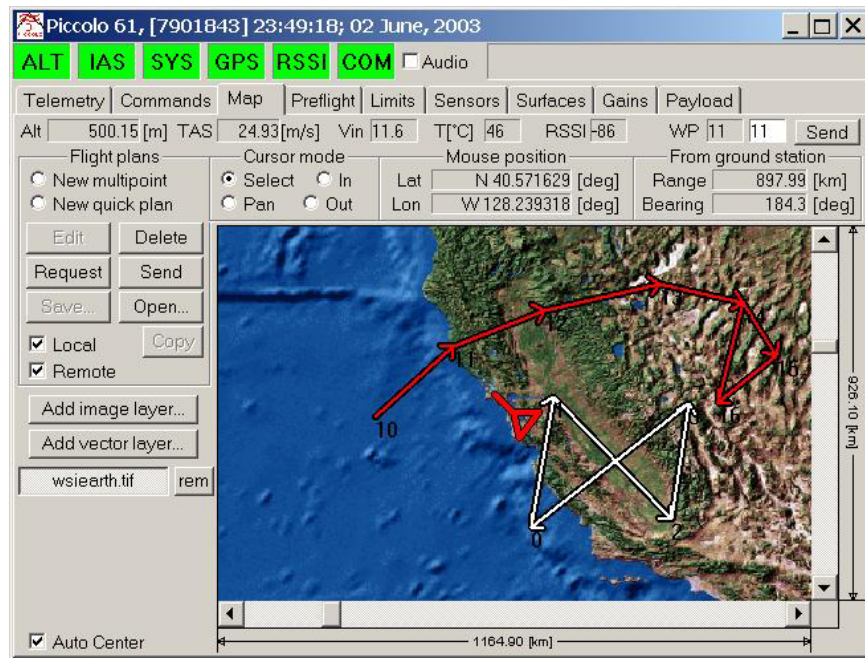 Piccolo 61, [7901843] 23:49:18; 02 June, 2003
ALT IAS SYS GPS RSSI COM Audio
Telemetry Commands Map Preflight Limits Sensors Surfaces Gains Payload
Alt 500.15 [m] TAS 24.93 [m/s] Vin 11.6 T[°C] 46 RSSI -86 WP 11 11 Send
Flight plans
New multipoint
New quick plan
Cursor mode
Select In
Pan Out
Mouse position
Lat N 40.571629 [deg]
Lon W 128.239318 [deg]
From ground station
Range 897.99 [km]
Bearing 184.3 [deg]
Edit Delete
Request Send
Save... Open...
Local Copy
Remote
Add image layer...
Add vector layer...
wsiearth.tif rem
Auto Center
10
11
12
13
14
15
16
0
2
3
926.10 [km]
1164.90 [km]